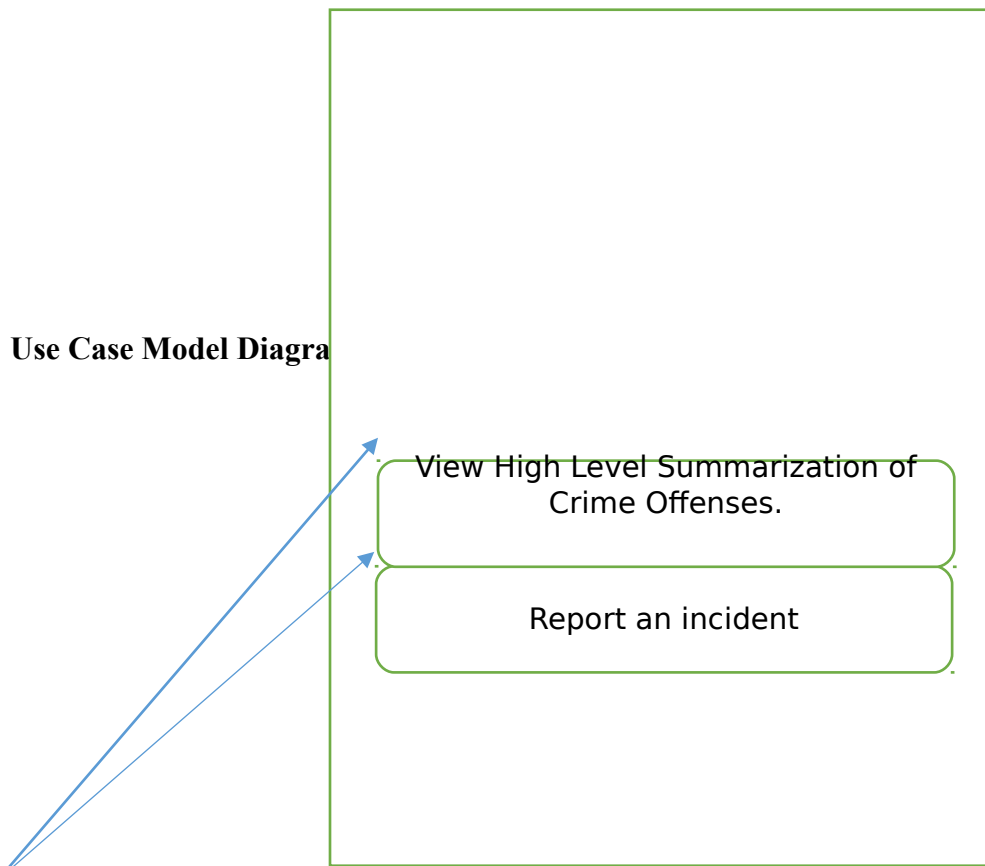 Use Case Model Diagra
View High Level Summarization of
Crime Offenses.
Report an incident